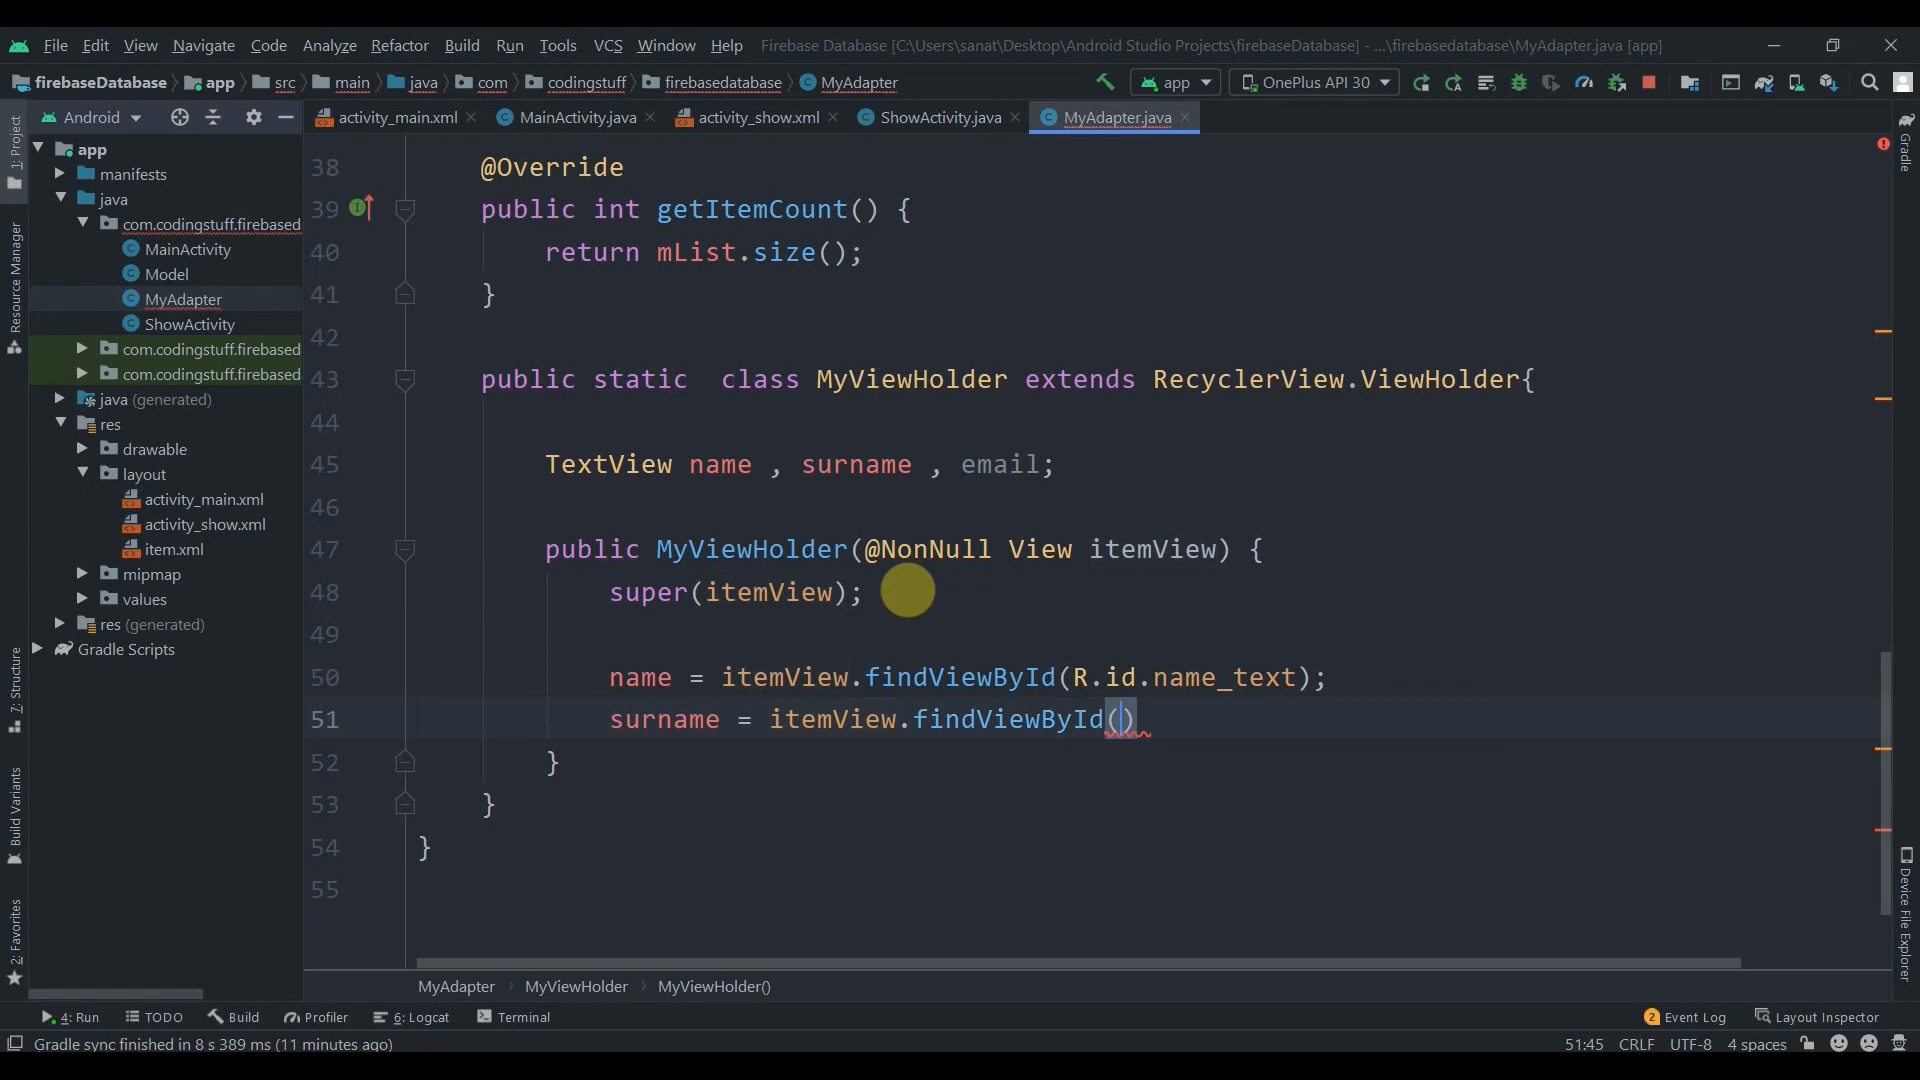 File Edit View Navigate Code Analyze Refactor Build Run Tools VCS Window Help Firebase Database [C:\Users\sanat\Desktop\Android Studio Projects\firebaseDatabase] - ...\firebasedatabase\MyAdapter.java [app]
firebaseDatabase app src main java com codingstuff firebasedatabase MyAdapter app OnePlus API 30
Android activity_main.xml MainActivity.java activity_show.xml ShowActivity.java MyAdapter.java
1: Project
Resource Manager
7: Structure
Build Variants
2: Favorites
app
manifests
java
com.codingstuff.firebased
MainActivity
Model
MyAdapter
ShowActivity
com.codingstuff.firebased
com.codingstuff.firebased
java (generated)
res
drawable
layout
activity_main.xml
activity_show.xml
item.xml
mipmap
values
res (generated)
Gradle Scripts
38 @Override
39 public int getItemCount() {
40 return mList.size();
41 }
42
43 public static  class MyViewHolder extends RecyclerView.ViewHolder{
44
45 TextView name , surname , email;
46
47 public MyViewHolder(@NonNull View itemView) {
48 super(itemView);
49
50 name = itemView.findViewById(R.id.name_text);
51 surname = itemView.findViewById()
52 }
53 }
54 }
55
Gradle
Device File Explorer
MyAdapter MyViewHolder MyViewHolder()
4: Run TODO Build Profiler 6: Logcat Terminal 2 Event Log Layout Inspector
Gradle sync finished in 8 s 389 ms (11 minutes ago) 51:45 CRLF UTF-8 4 spaces